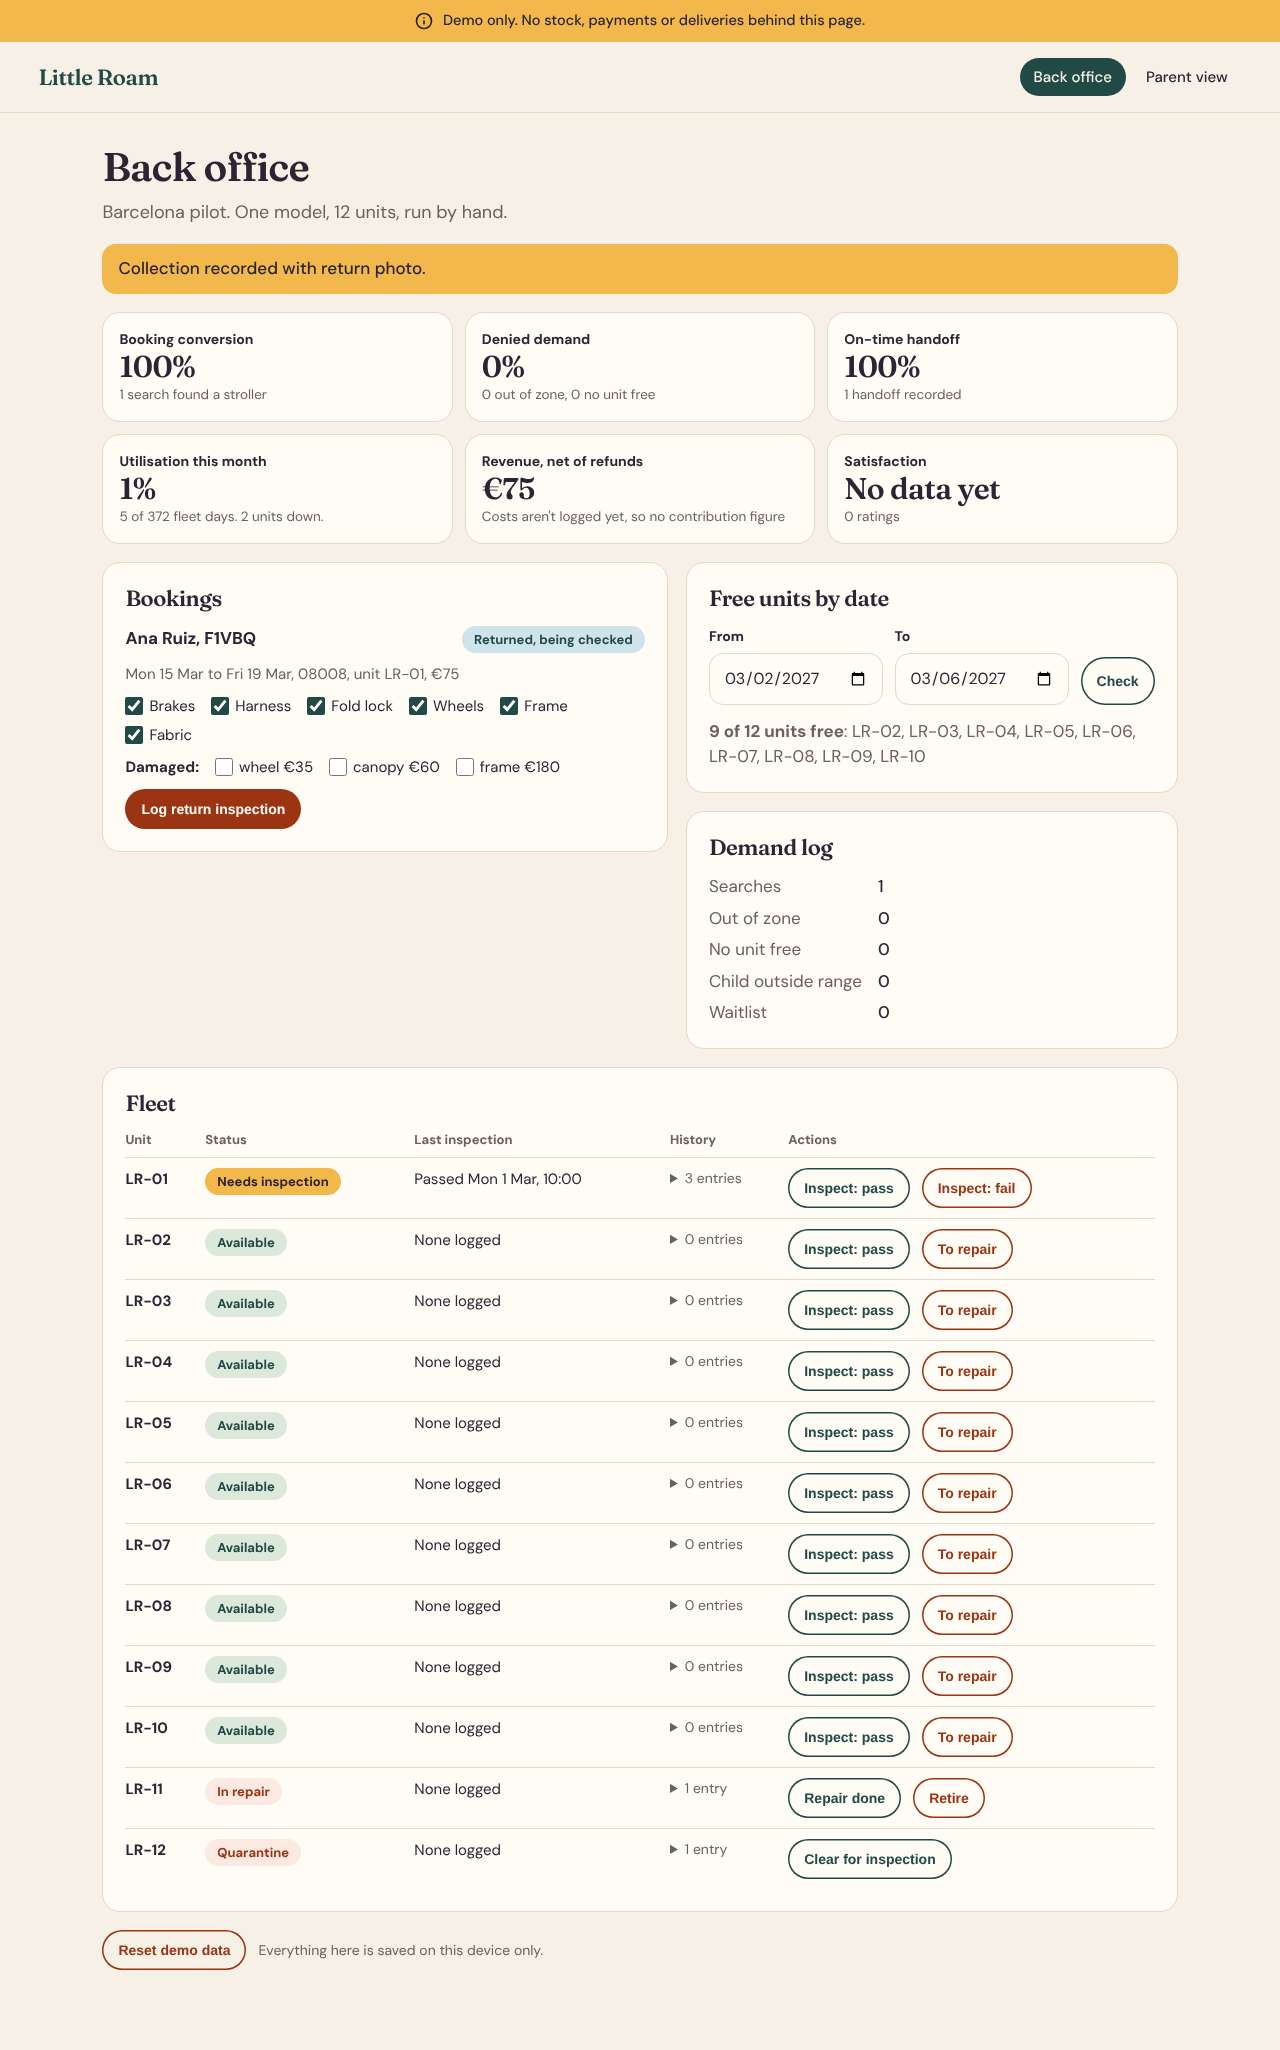 Demo only. No stock, payments or deliveries behind this page.
Little Roam
Back office
Parent view
Back office
Barcelona pilot. One model, 12 units, run by hand.
Collection recorded with return photo.
Booking conversion
100%
1 search found a stroller
Denied demand
0%
0 out of zone, 0 no unit free
On-time handoff
100%
1 handoff recorded
Utilisation this month
1%
5 of 372 fleet days. 2 units down.
Revenue, net of refunds
€75
Costs aren't logged yet, so no contribution figure
Satisfaction
No data yet
0 ratings
Bookings
Ana Ruiz, F1VBQ
Returned, being checked
Mon 15 Mar to Fri 19 Mar, 08008, unit LR-01, €75
Brakes Harness Fold lock Wheels Frame
Fabric
Damaged: wheel €35 canopy €60 frame €180
Log return inspection
Free units by date
From To
03/02/2027 03/06/2027 Check
9 of 12 units free: LR-02, LR-03, LR-04, LR-05, LR-06,
LR-07, LR-08, LR-09, LR-10
Demand log
Searches 1
Out of zone 0
No unit free 0
Child outside range 0
Waitlist 0
Fleet
Unit Status Last inspection History Actions
LR-01 Needs inspection Passed Mon 1 Mar, 10:00 3 entries Inspect: pass Inspect: fail
LR-02 Available None logged 0 entries Inspect: pass To repair
LR-03 Available None logged 0 entries Inspect: pass To repair
LR-04 Available None logged 0 entries Inspect: pass To repair
LR-05 Available None logged 0 entries Inspect: pass To repair
LR-06 Available None logged 0 entries Inspect: pass To repair
LR-07 Available None logged 0 entries Inspect: pass To repair
LR-08 Available None logged 0 entries Inspect: pass To repair
LR-09 Available None logged 0 entries Inspect: pass To repair
LR-10 Available None logged 0 entries Inspect: pass To repair
LR-11 In repair None logged 1 entry Repair done Retire
LR-12 Quarantine None logged 1 entry Clear for inspection
Reset demo data Everything here is saved on this device only.